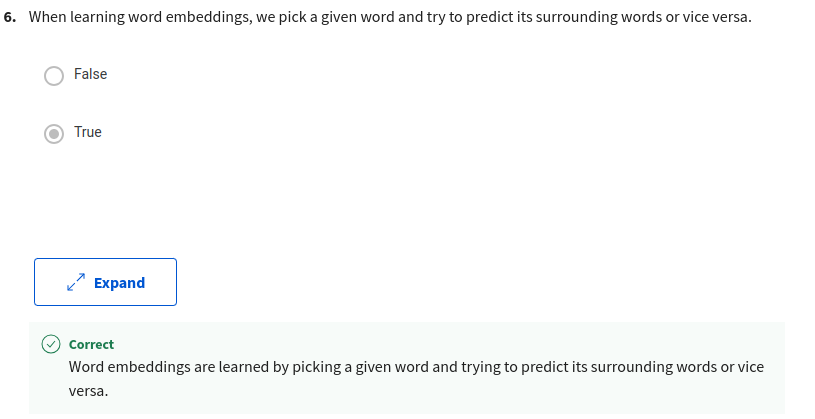 6. When learning word embeddings, we pick a given word and try to predict its surrounding words or vice versa.
False
True
Expand
Correct
Word embeddings are learned by picking a given word and trying to predict its surrounding words or vice
versa.